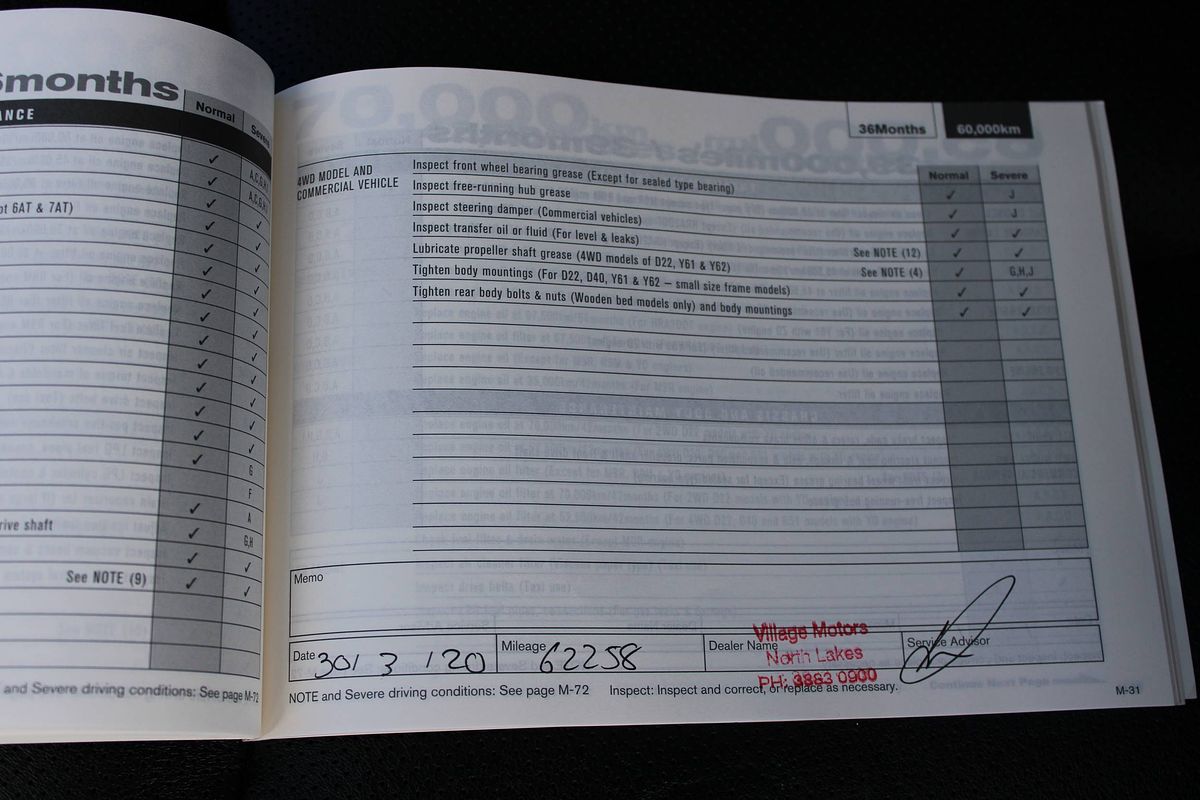 6months
ANCE
Normal
Severe
✓ A,C,G,H
✓ A,C,G,H
pt 6AT & 7AT) ✓ ✓
✓ ✓
✓ ✓
✓ ✓
✓ ✓
✓ ✓
✓ ✓
✓ ✓
✓ ✓
✓ ✓
✓ ✓
✓ G
F
✓ A
rive shaft ✓ G,H
✓ ✓
See NOTE (9) ✓ ✓
and Severe driving conditions: See page M-72
36Months
60,000km
Normal Severe
4WD MODEL AND
COMMERCIAL VEHICLE
Inspect front wheel bearing grease (Except for sealed type bearing) ✓ J
Inspect free-running hub grease ✓ J
Inspect steering damper (Commercial vehicles) ✓ ✓
Inspect transfer oil or fluid (For level & leaks) See NOTE (12) ✓ ✓
Lubricate propeller shaft grease (4WD models of D22, Y61 & Y62) See NOTE (4) ✓ G,H,J
Tighten body mountings (For D22, D40, Y61 & Y62 – small size frame models) ✓ ✓
Tighten rear body bolts & nuts (Wooden bed models only) and body mountings ✓ ✓
Memo
Date 30/ 3 /20
Mileage 62258
Dealer Name
Village Motors
North Lakes
PH: 3883 0900
Service Advisor
NOTE and Severe driving conditions: See page M-72 Inspect: Inspect and correct, or replace as necessary.
M-31